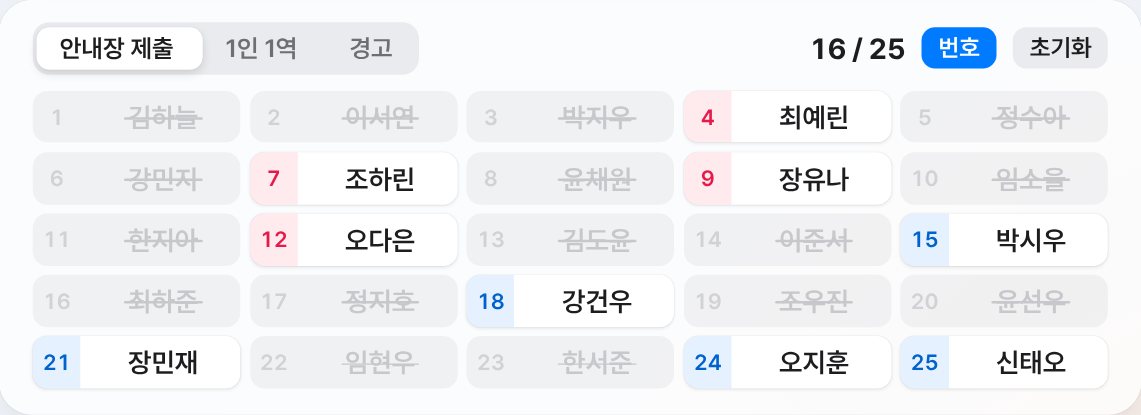 안내장 제출 1인 1역 경고 16 / 25 번호 초기화
1 김하늘 2 이서연 3 박지우 4 최예린 5 정수아
6 강민지 7 조하린 8 윤채원 9 장유나 10 임소율
11 한지아 12 오다은 13 김도윤 14 이준서 15 박시우
16 최하준 17 정지호 18 강건우 19 조우진 20 윤선우
21 장민재 22 임현우 23 한서준 24 오지훈 25 신태오